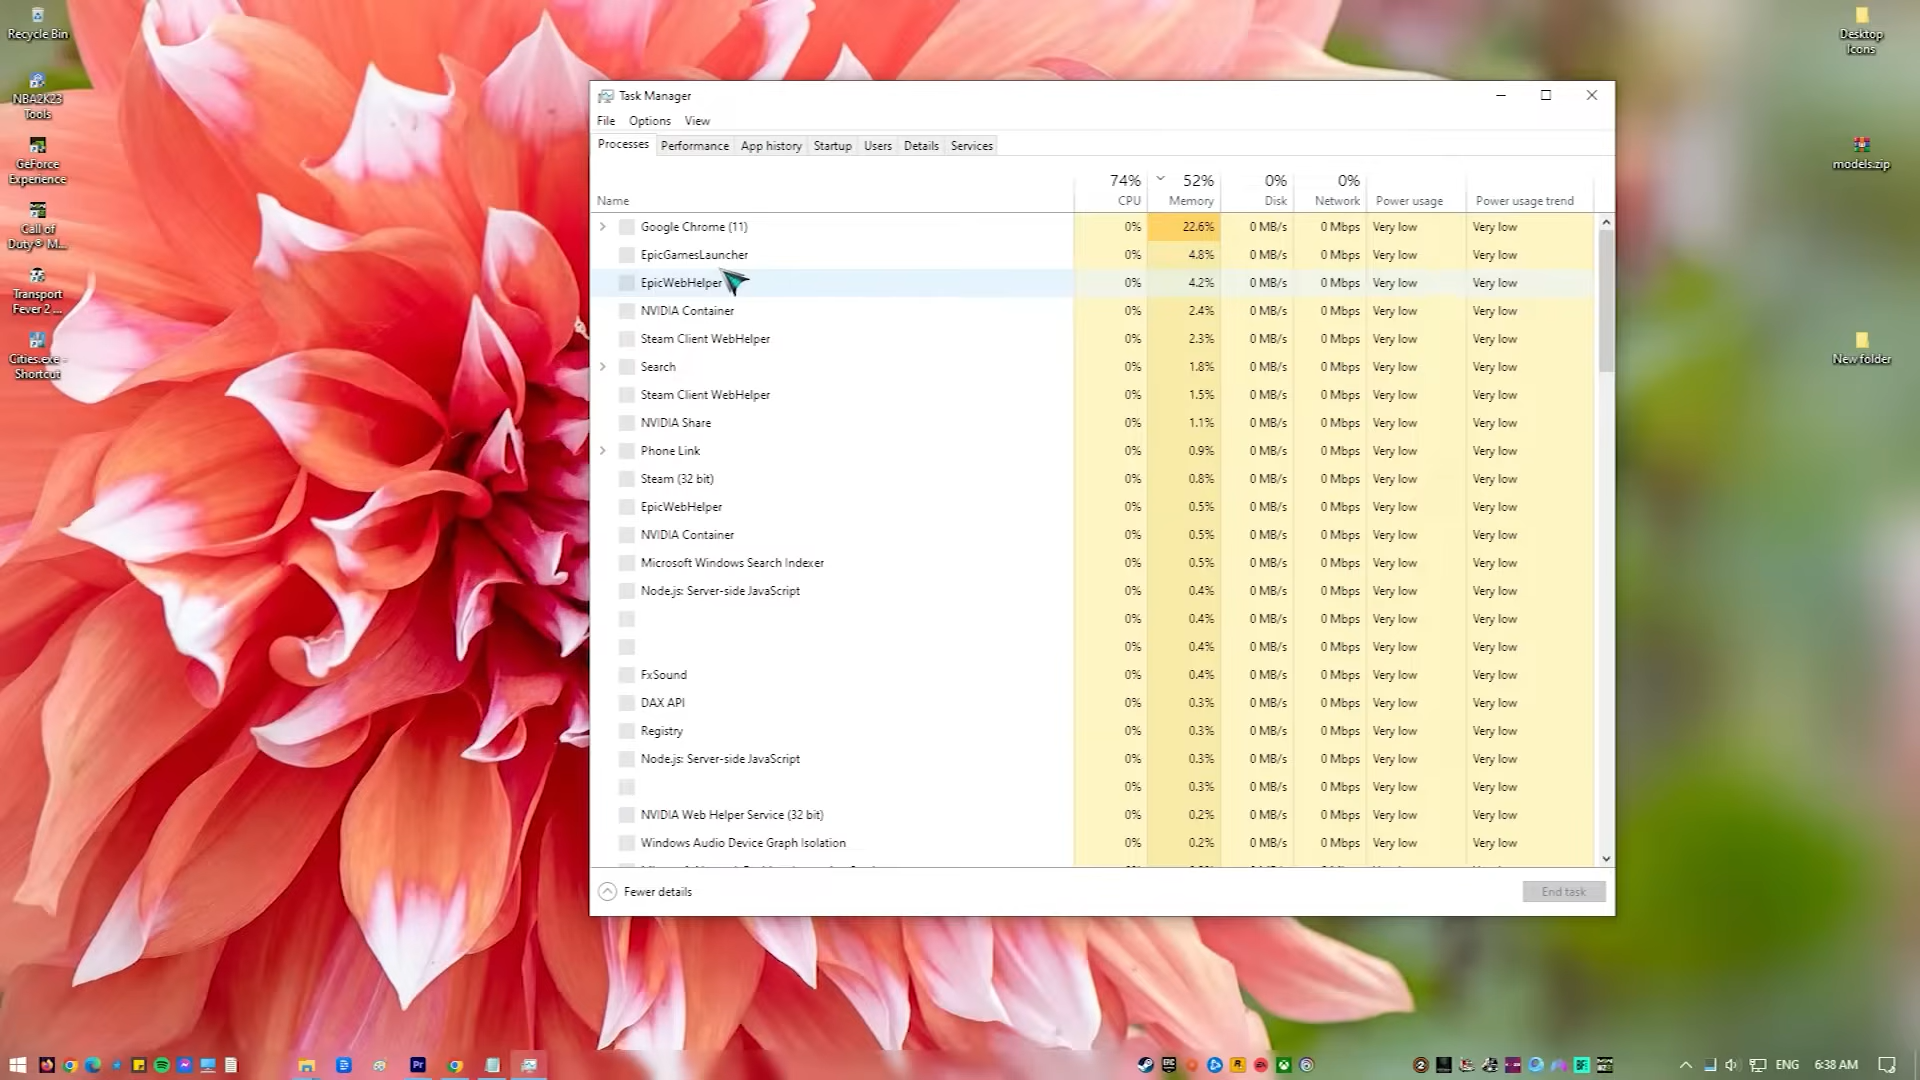 Recycle Bin
NBA2K23
Tools
GeForce
Experience
Call of
Duty® M...
Transport
Fever 2 ...
Cities.exe -
Shortcut
Desktop
Icons
models.zip
New folder
Task Manager
File Options View
Processes Performance App history Startup Users Details Services
74% 52% 0% 0%
Name CPU Memory Disk Network Power usage Power usage trend
Google Chrome (11) 0% 22.6% 0 MB/s 0 Mbps Very low Very low
EpicGamesLauncher 0% 4.8% 0 MB/s 0 Mbps Very low Very low
EpicWebHelper 0% 4.2% 0 MB/s 0 Mbps Very low Very low
NVIDIA Container 0% 2.4% 0 MB/s 0 Mbps Very low Very low
Steam Client WebHelper 0% 2.3% 0 MB/s 0 Mbps Very low Very low
Search 0% 1.8% 0 MB/s 0 Mbps Very low Very low
Steam Client WebHelper 0% 1.5% 0 MB/s 0 Mbps Very low Very low
NVIDIA Share 0% 1.1% 0 MB/s 0 Mbps Very low Very low
Phone Link 0% 0.9% 0 MB/s 0 Mbps Very low Very low
Steam (32 bit) 0% 0.8% 0 MB/s 0 Mbps Very low Very low
EpicWebHelper 0% 0.5% 0 MB/s 0 Mbps Very low Very low
NVIDIA Container 0% 0.5% 0 MB/s 0 Mbps Very low Very low
Microsoft Windows Search Indexer 0% 0.5% 0 MB/s 0 Mbps Very low Very low
Node.js: Server-side JavaScript 0% 0.4% 0 MB/s 0 Mbps Very low Very low
0% 0.4% 0 MB/s 0 Mbps Very low Very low
0% 0.4% 0 MB/s 0 Mbps Very low Very low
FxSound 0% 0.4% 0 MB/s 0 Mbps Very low Very low
DAX API 0% 0.3% 0 MB/s 0 Mbps Very low Very low
Registry 0% 0.3% 0 MB/s 0 Mbps Very low Very low
Node.js: Server-side JavaScript 0% 0.3% 0 MB/s 0 Mbps Very low Very low
0% 0.3% 0 MB/s 0 Mbps Very low Very low
NVIDIA Web Helper Service (32 bit) 0% 0.2% 0 MB/s 0 Mbps Very low Very low
Windows Audio Device Graph Isolation 0% 0.2% 0 MB/s 0 Mbps Very low Very low
Fewer details End task
Pr ENG 6:38 AM